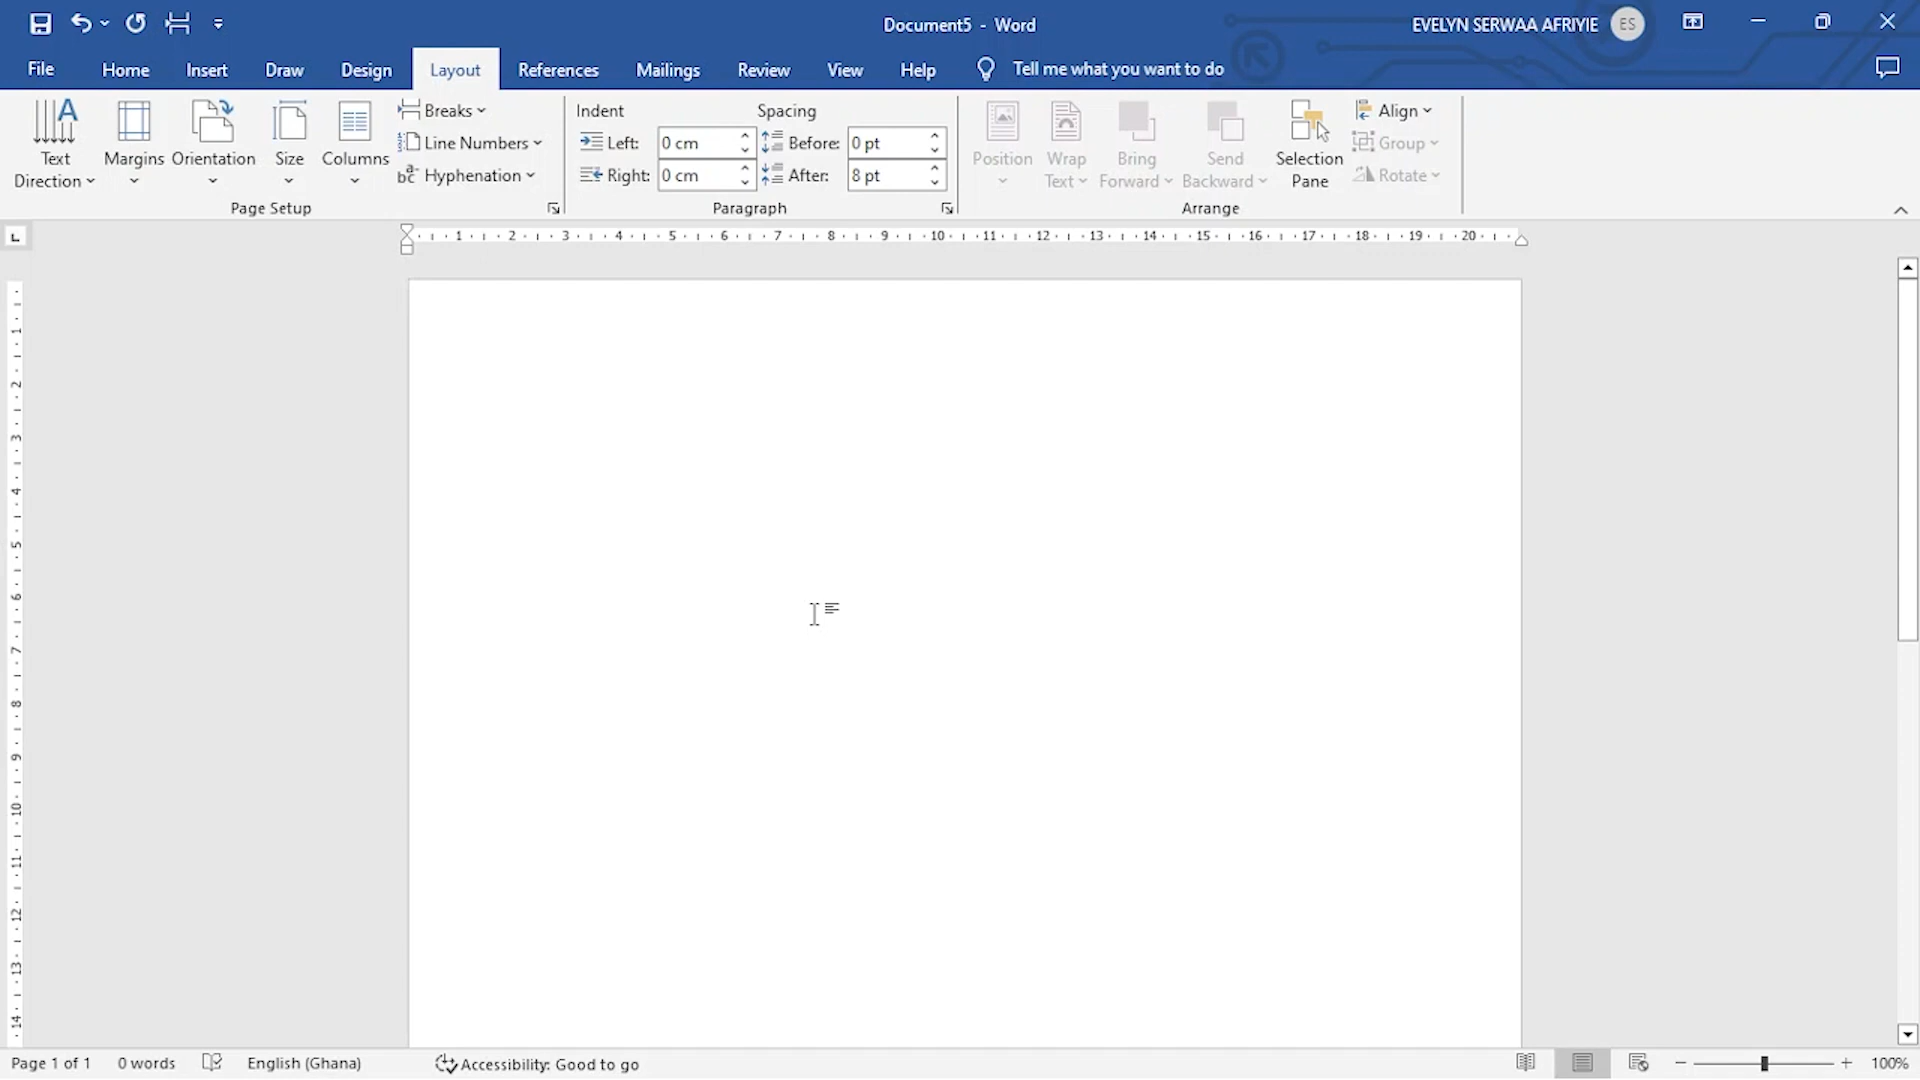 Document5 - Word
EVELYN SERWAA AFRIYIE ES
File Home Insert Draw Design Layout References Mailings Review View Help Tell me what you want to do
Text Direction
Margins
Orientation
Size
Columns
Breaks
Line Numbers
Hyphenation
Page Setup
Indent
Left: 0 cm
Right: 0 cm
Spacing
Before: 0 pt
After: 8 pt
Paragraph
Position
Wrap Text
Bring Forward
Send Backward
Selection Pane
Align
Group
Rotate
Arrange
L
1 2 3 4 5 6 7 8 9 10 11 12 13 14 15 16 17 18 19 20
1
2
3
4
5
6
7
8
9
10
11
12
13
14
Page 1 of 1 0 words English (Ghana) Accessibility: Good to go 100%